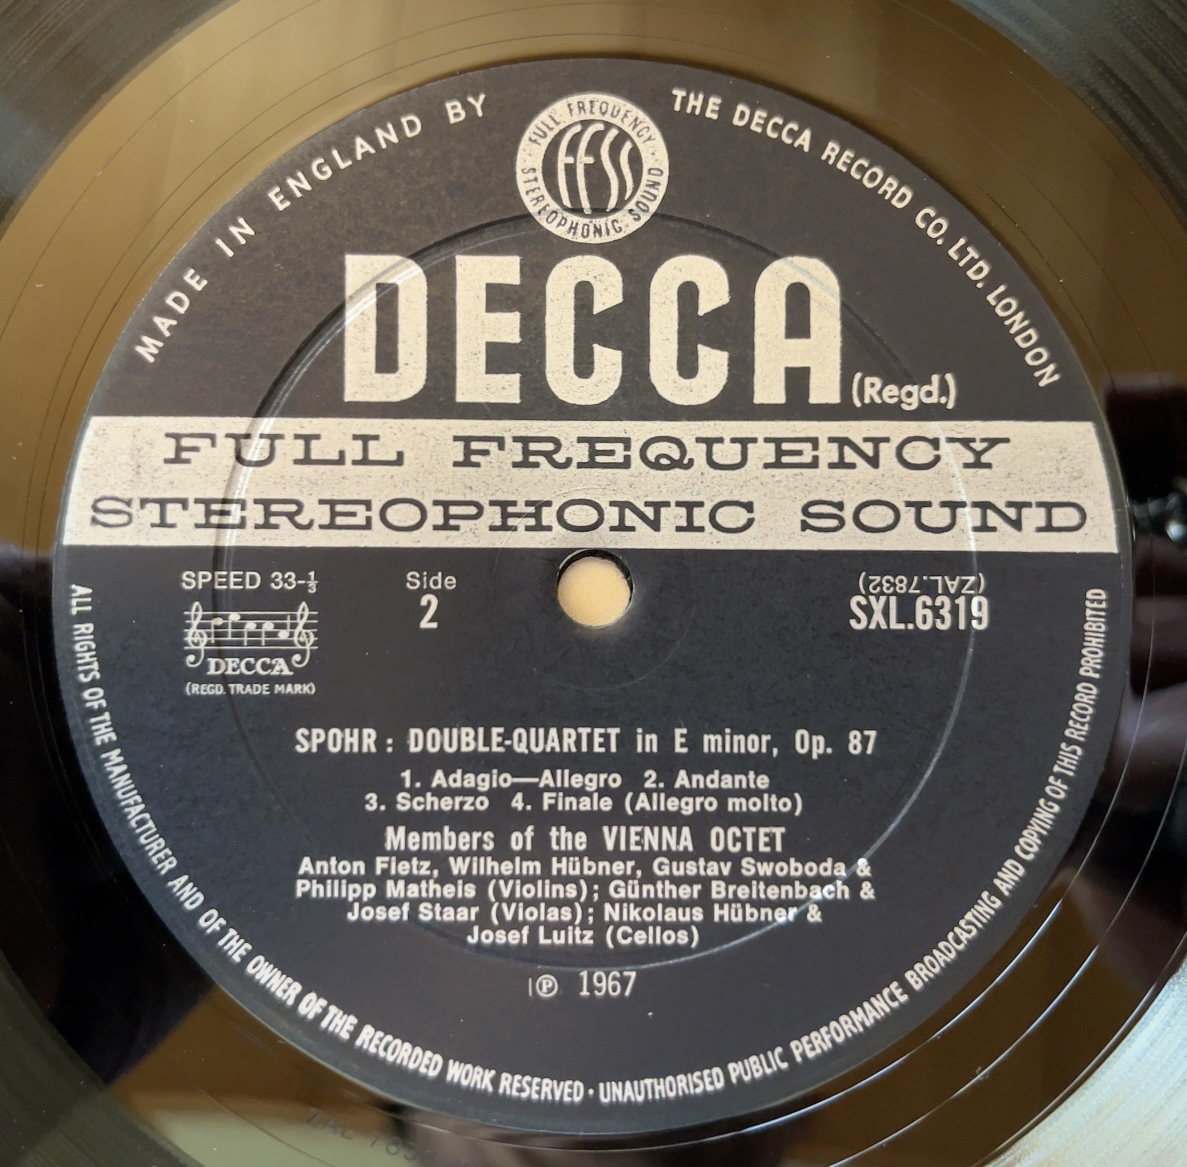 MADE IN ENGLAND BY
THE DECCA RECORD CO. LTD. LONDON
FULL FREQUENCY
FFSS
STEREOPHONIC SOUND
DECCA
(Regd.)
FULL FREQUENCY
STEREOPHONIC SOUND
SPEED 33-⅓
Side
(ZAL.7832)
2
SXL.6319
DECCA
(REGD. TRADE MARK)
SPOHR : DOUBLE-QUARTET in E minor, Op. 87
1. Adagio—Allegro 2. Andante
3. Scherzo 4. Finale (Allegro molto)
Members of the VIENNA OCTET
Anton Fietz, Wilhelm Hübner, Gustav Swoboda &
Philipp Matheis (Violins); Günther Breitenbach &
Josef Staar (Violas); Nikolaus Hübner &
Josef Luitz (Cellos)
Ⓟ 1967
ALL RIGHTS OF THE MANUFACTURER AND OF THE OWNER OF THE RECORDED WORK RESERVED · UNAUTHORISED PUBLIC PERFORMANCE BROADCASTING AND COPYING OF THIS RECORD PROHIBITED